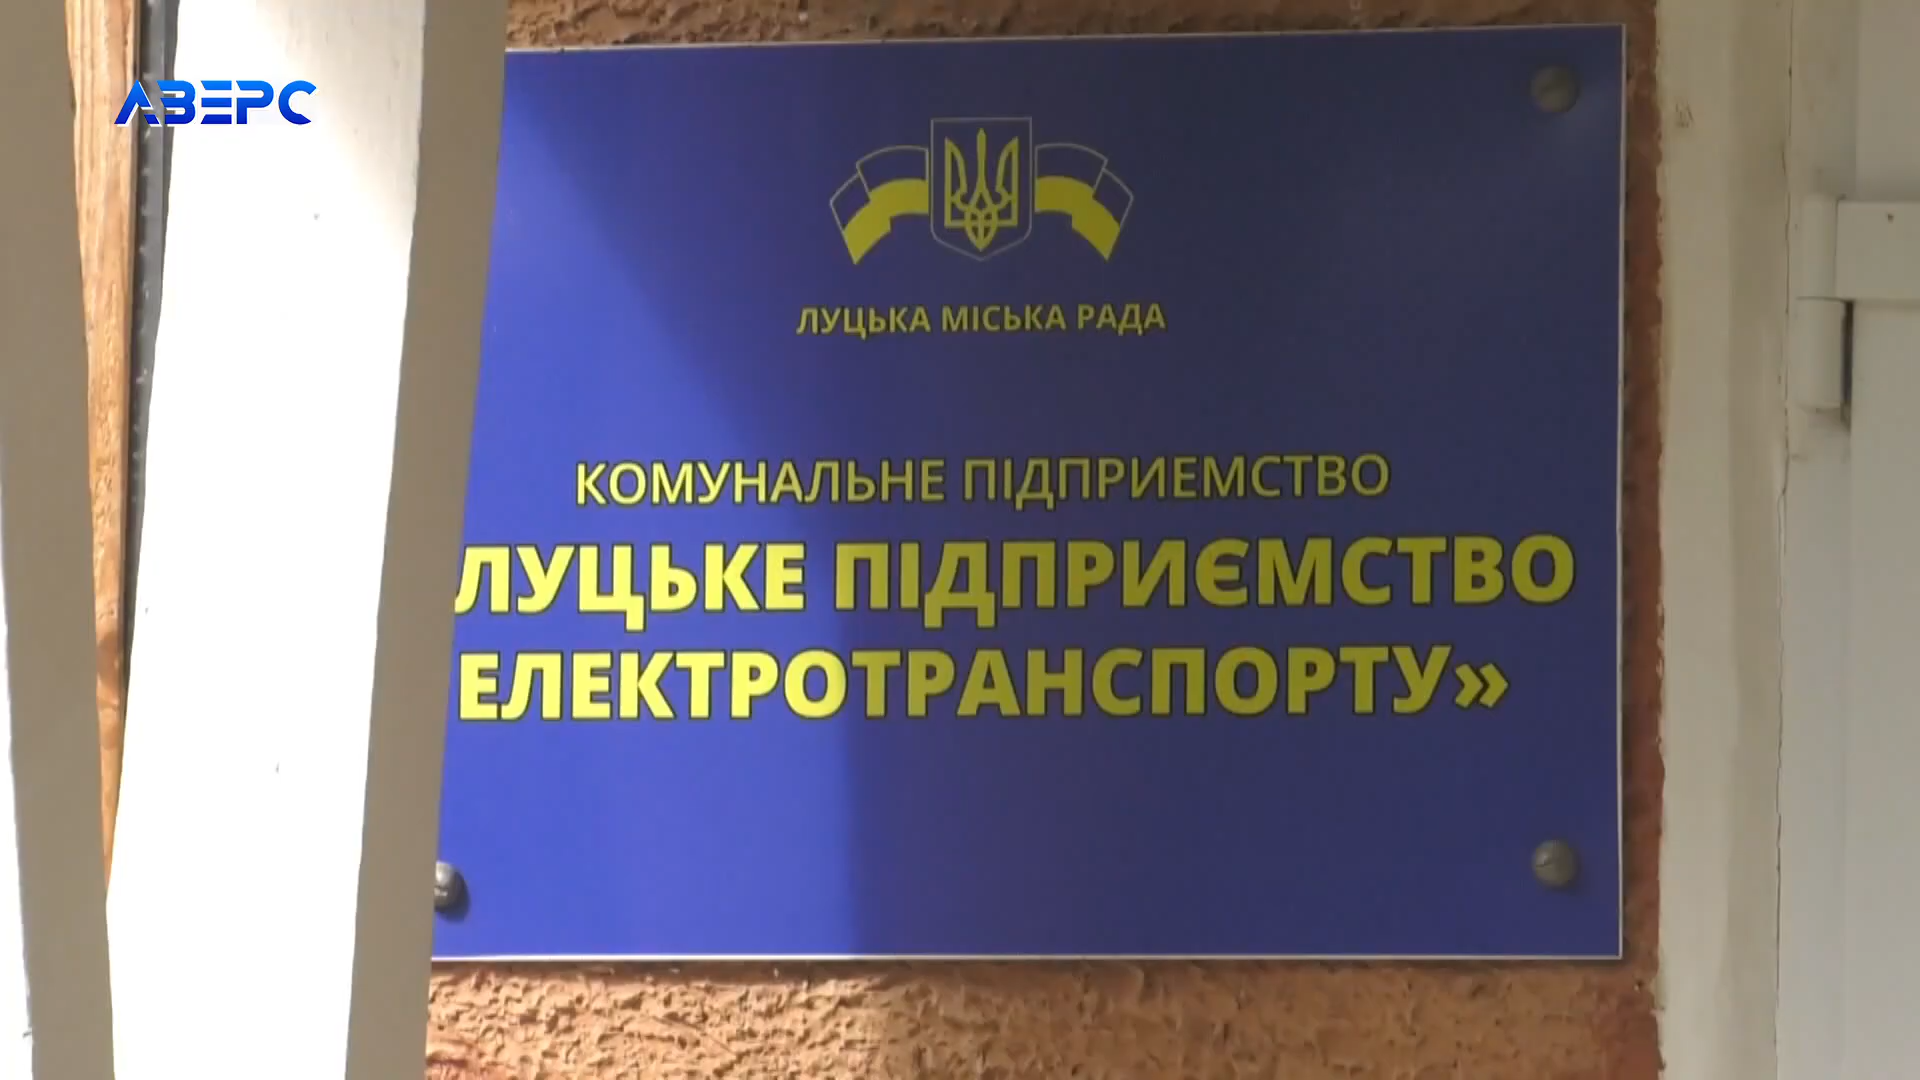 АВЕРС
ЛУЦЬКА МІСЬКА РАДА
КОМУНАЛЬНЕ ПІДПРИЕМСТВО
ЛУЦЬКЕ ПІДПРИЄМСТВО
ЕЛЕКТРОТРАНСПОРТУ»